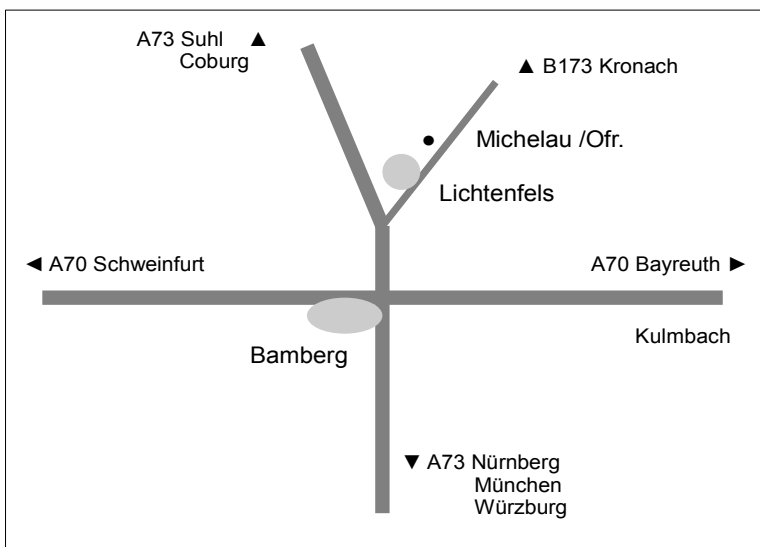 A73 Suhl ▲
Coburg
▲ B173 Kronach
Michelau /Ofr.
Lichtenfels
◄ A70 Schweinfurt
A70 Bayreuth ►
Kulmbach
Bamberg
▼ A73 Nürnberg
München
Würzburg